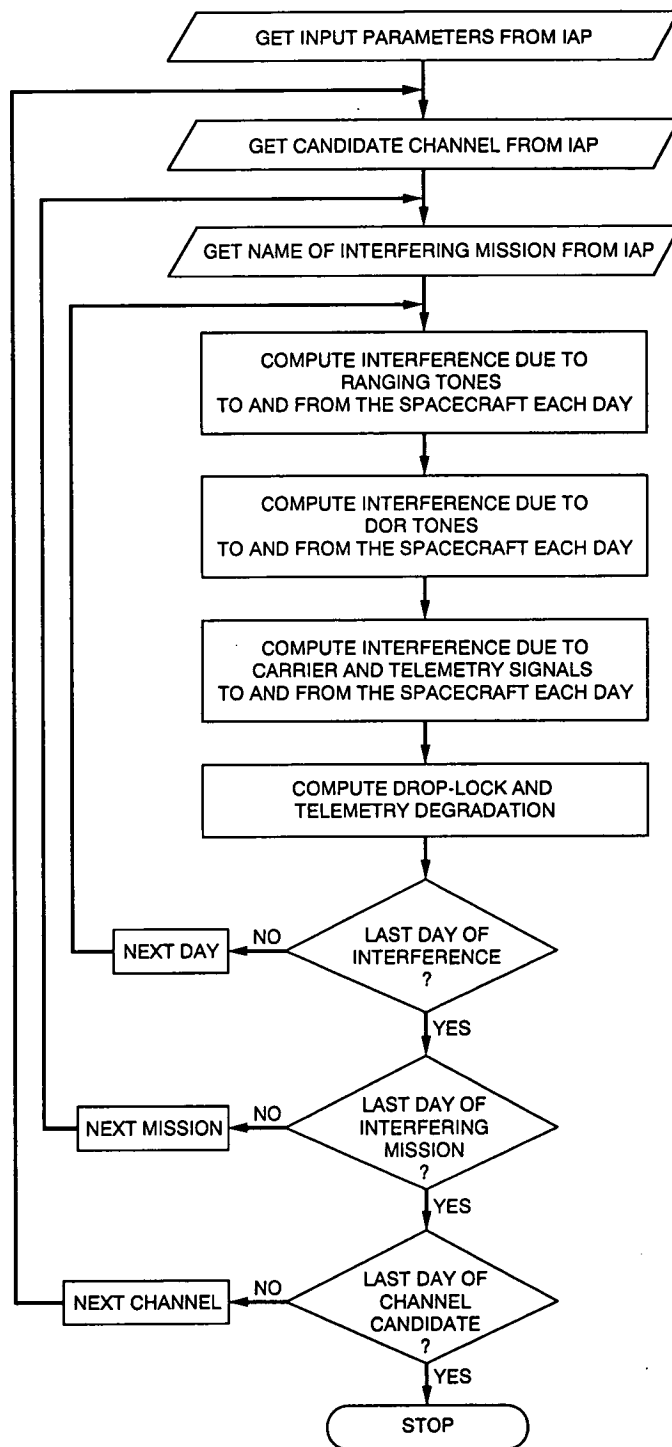 GET INPUT PARAMETERS FROM IAP
GET CANDIDATE CHANNEL FROM IAP
GET NAME OF INTERFERING MISSION FROM IAP
COMPUTE INTERFERENCE DUE TO
RANGING TONES
TO AND FROM THE SPACECRAFT EACH DAY
COMPUTE INTERFERENCE DUE TO
DOR TONES
TO AND FROM THE SPACECRAFT EACH DAY
COMPUTE INTERFERENCE DUE TO
CARRIER AND TELEMETRY SIGNALS
TO AND FROM THE SPACECRAFT EACH DAY
COMPUTE DROP-LOCK AND
TELEMETRY DEGRADATION
NEXT DAY
NO
LAST DAY OF
INTERFERENCE
?
YES
NEXT MISSION
NO
LAST DAY OF
INTERFERING
MISSION
?
YES
NEXT CHANNEL
NO
LAST DAY OF
CHANNEL
CANDIDATE
?
YES
STOP